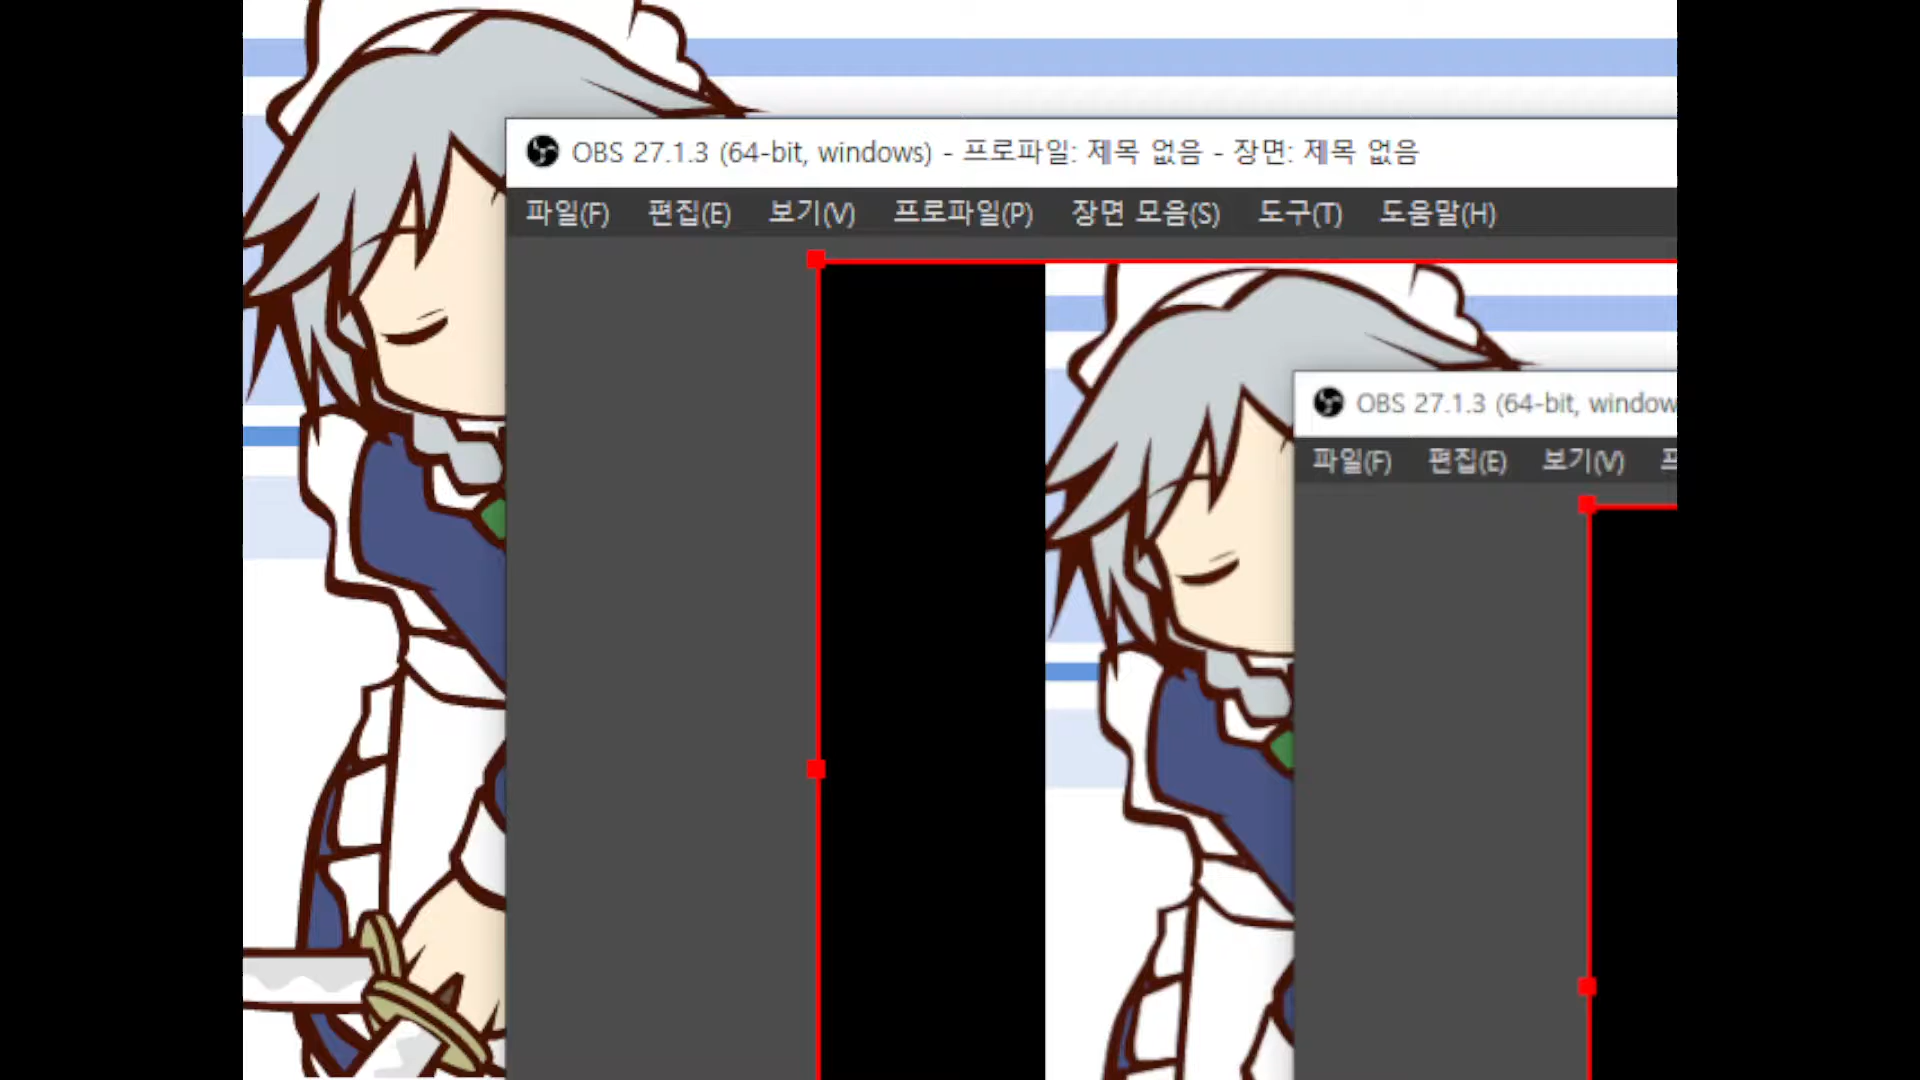 OBS 27.1.3 (64-bit, windows) - 프로파일: 제목 없음 - 장면: 제목 없음
파일(F) 편집(E) 보기(V) 프로파일(P) 장면 모음(S) 도구(T) 도움말(H)
OBS 27.1.3 (64-bit, window
파일(F) 편집(E) 보기(V) 프